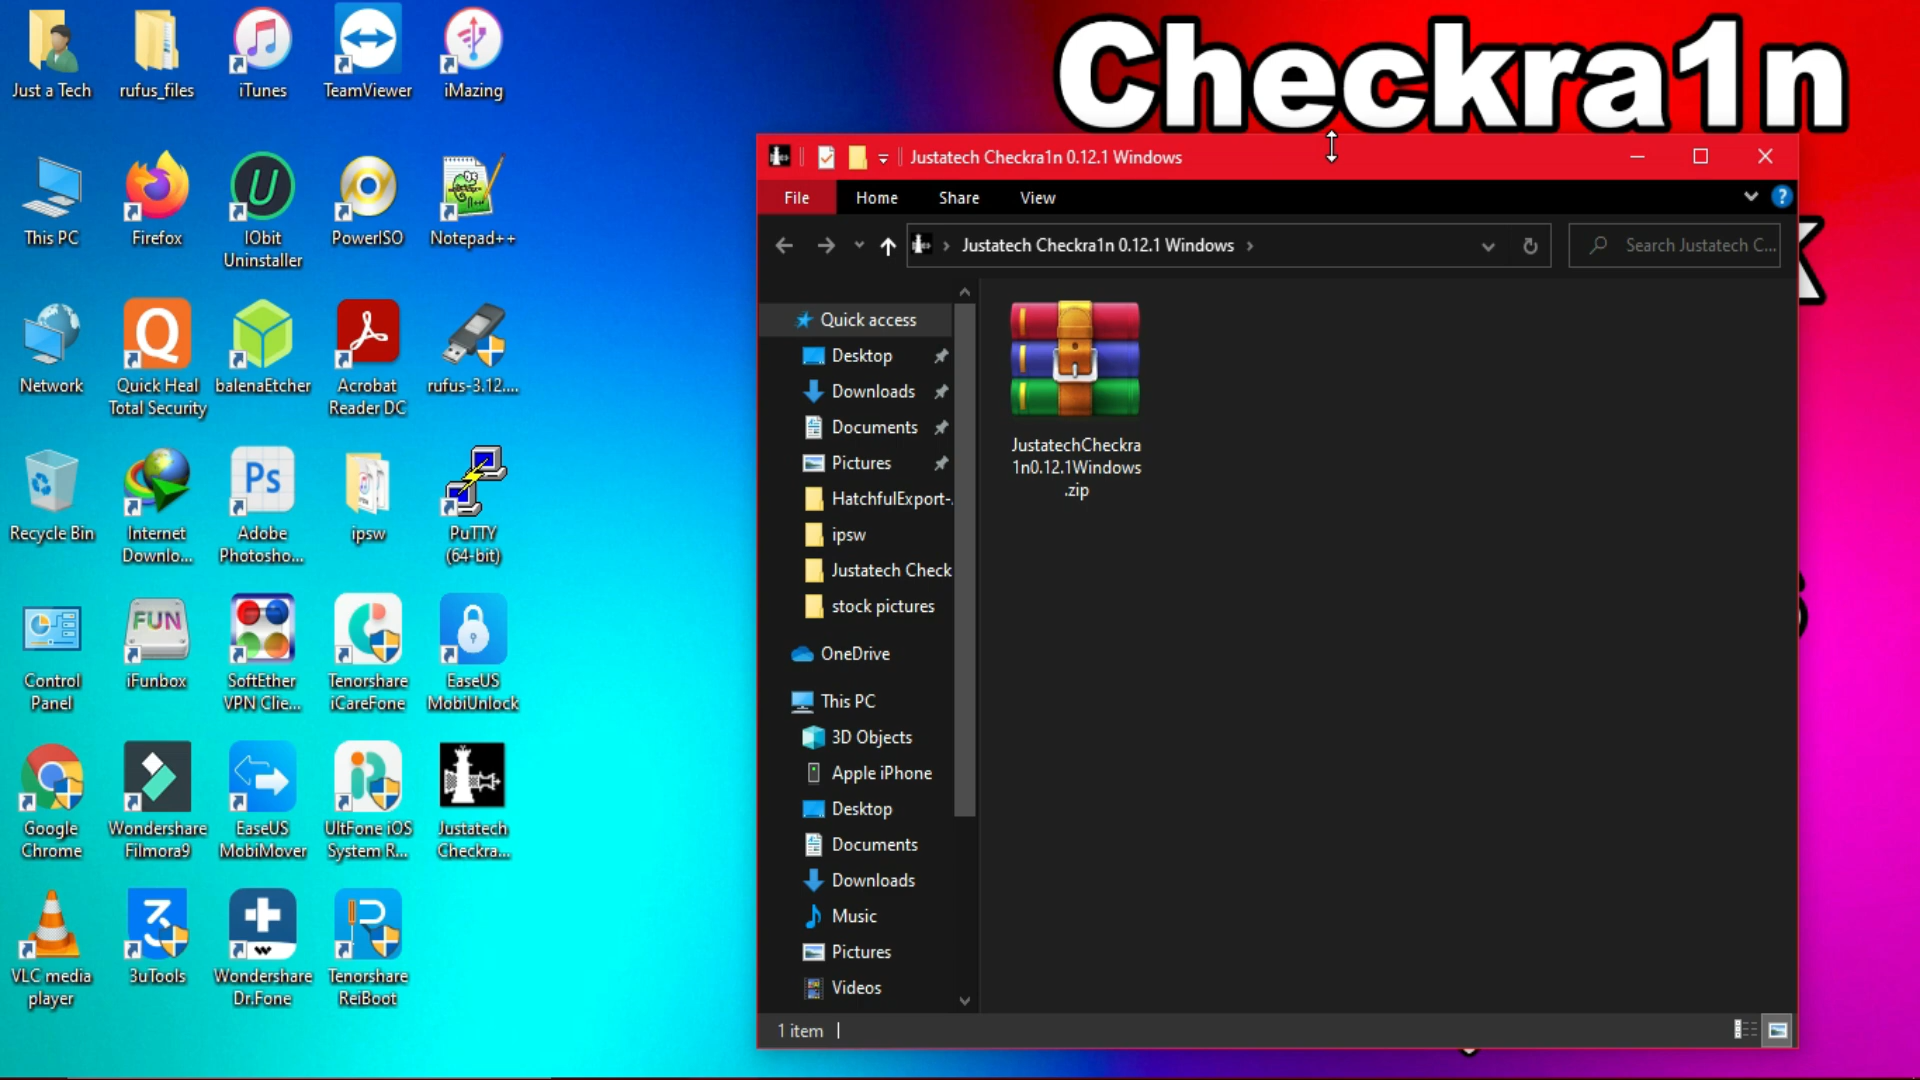 Checkra1n
Just a Tech
rufus_files
iTunes
TeamViewer
iMazing
This PC
Firefox
IObit
Uninstaller
PowerISO
Notepad++
Network
Quick Heal
Total Security
balenaEtcher
Acrobat
Reader DC
rufus-3.12....
Recycle Bin
Internet
Downlo...
Ps
Adobe
Photosho...
ipsw
PuTTY
(64-bit)
Control
Panel
FUN
iFunbox
SoftEther
VPN Clie...
Tenorshare
iCareFone
EaseUS
MobiUnlock
Google
Chrome
Wondershare
Filmora9
EaseUS
MobiMover
UltFone iOS
System R...
Justatech
Checkra...
VLC media
player
3uTools
Wondershare
Dr.Fone
Tenorshare
ReiBoot
Justatech Checkra1n 0.12.1 Windows
File Home Share View
Justatech Checkra1n 0.12.1 Windows
Search Justatech C...
Quick access
Desktop
Downloads
Documents
Pictures
HatchfulExport-
ipsw
Justatech Check
stock pictures
OneDrive
This PC
3D Objects
Apple iPhone
Desktop
Documents
Downloads
Music
Pictures
Videos
JustatechCheckra
1n0.12.1Windows
.zip
1 item